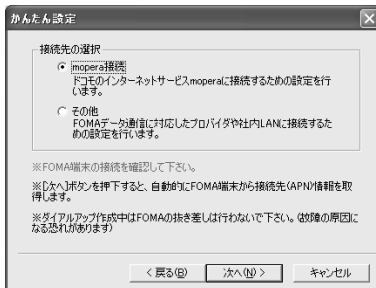 かんたん設定
接続先の選択
mopera接続
ドコモのインターネットサービスmoperaに接続するための設定を行
います。
その他
FOMAデータ通信に対応したプロバイダや社内LANに接続するた
めの設定を行います。
※FOMA端末の接続を確認して下さい。
※[次へ]ボタンを押下すると、自動的にFOMA端末から接続先(APN)情報を取
得します。
※ダイアルアップ作成中はFOMAの抜き差しは行わないで下さい。(故障の原因に
なる恐れがあります)
< 戻る(B)
次へ(N) >
キャンセル